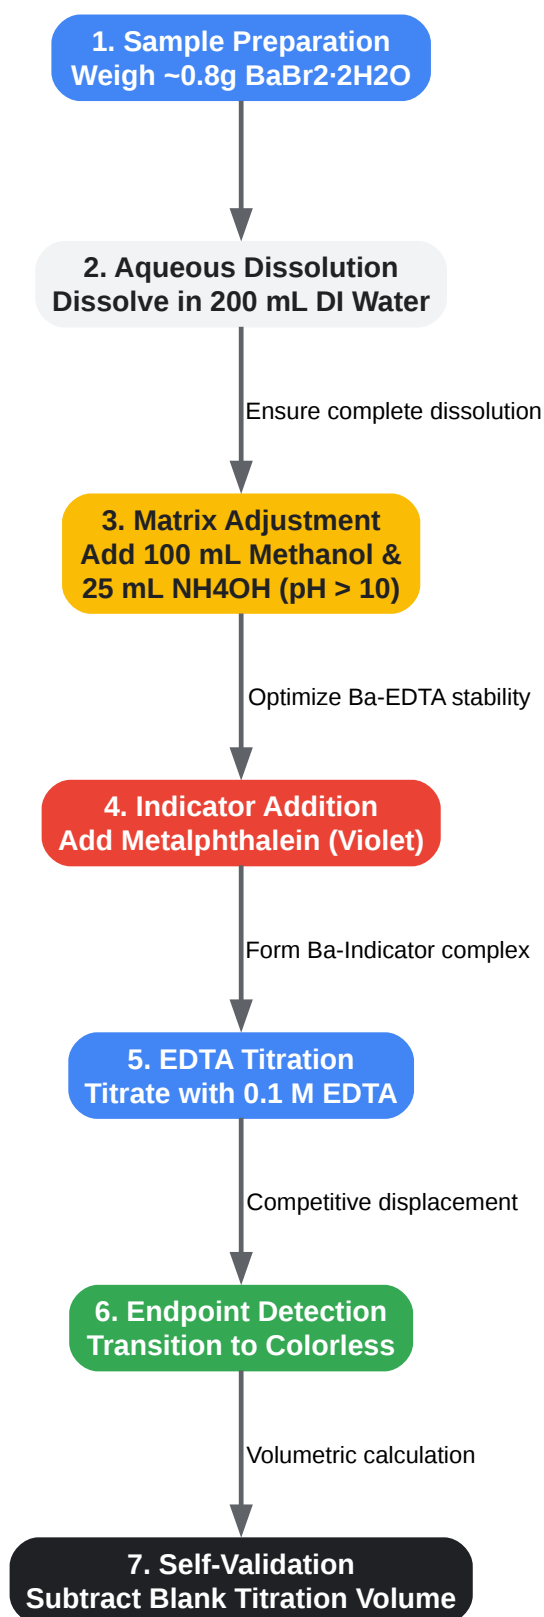 1. Sample Preparation
Weigh ~0.8g BaBr2·2H2O
2. Aqueous Dissolution
Dissolve in 200 mL DI Water
Ensure complete dissolution
3. Matrix Adjustment
Add 100 mL Methanol &
25 mL NH4OH (pH > 10)
Optimize Ba-EDTA stability
4. Indicator Addition
Add Metalphthalein (Violet)
Form Ba-Indicator complex
5. EDTA Titration
Titrate with 0.1 M EDTA
Competitive displacement
6. Endpoint Detection
Transition to Colorless
Volumetric calculation
7. Self-Validation
Subtract Blank Titration Volume